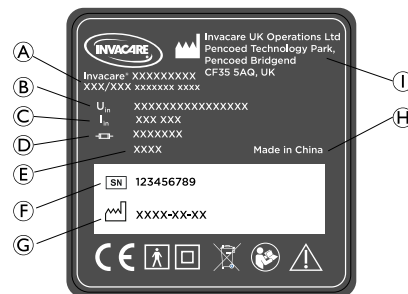 INVACARE
Invacare UK Operations Ltd
Pencoed Technology Park,
Pencoed Bridgend
CF35 5AQ, UK
A
Invacare® XXXXXXXXX
XXX/XXX XXXXXXX XXXX
I
B
Uin XXXXXXXXXXXXXXXX
C
Iin XXX XXX
H
D
XXXXXXX
E
XXXX
Made in China
F
SN 123456789
G
XXXX-XX-XX
CE